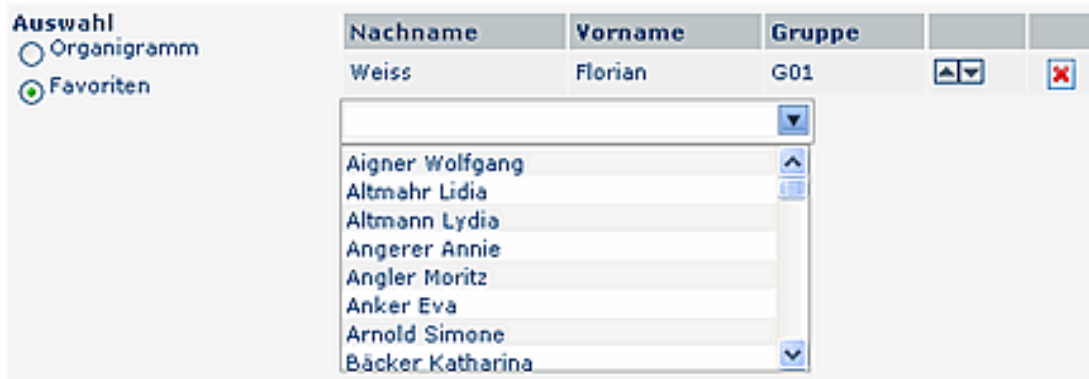 Auswahl
Organigramm
Favoriten
Nachname Vorname Gruppe
Weiss Florian G01
Aigner Wolfgang
Altmahr Lidia
Altmann Lydia
Angerer Annie
Angler Moritz
Anker Eva
Arnold Simone
Bäcker Katharina